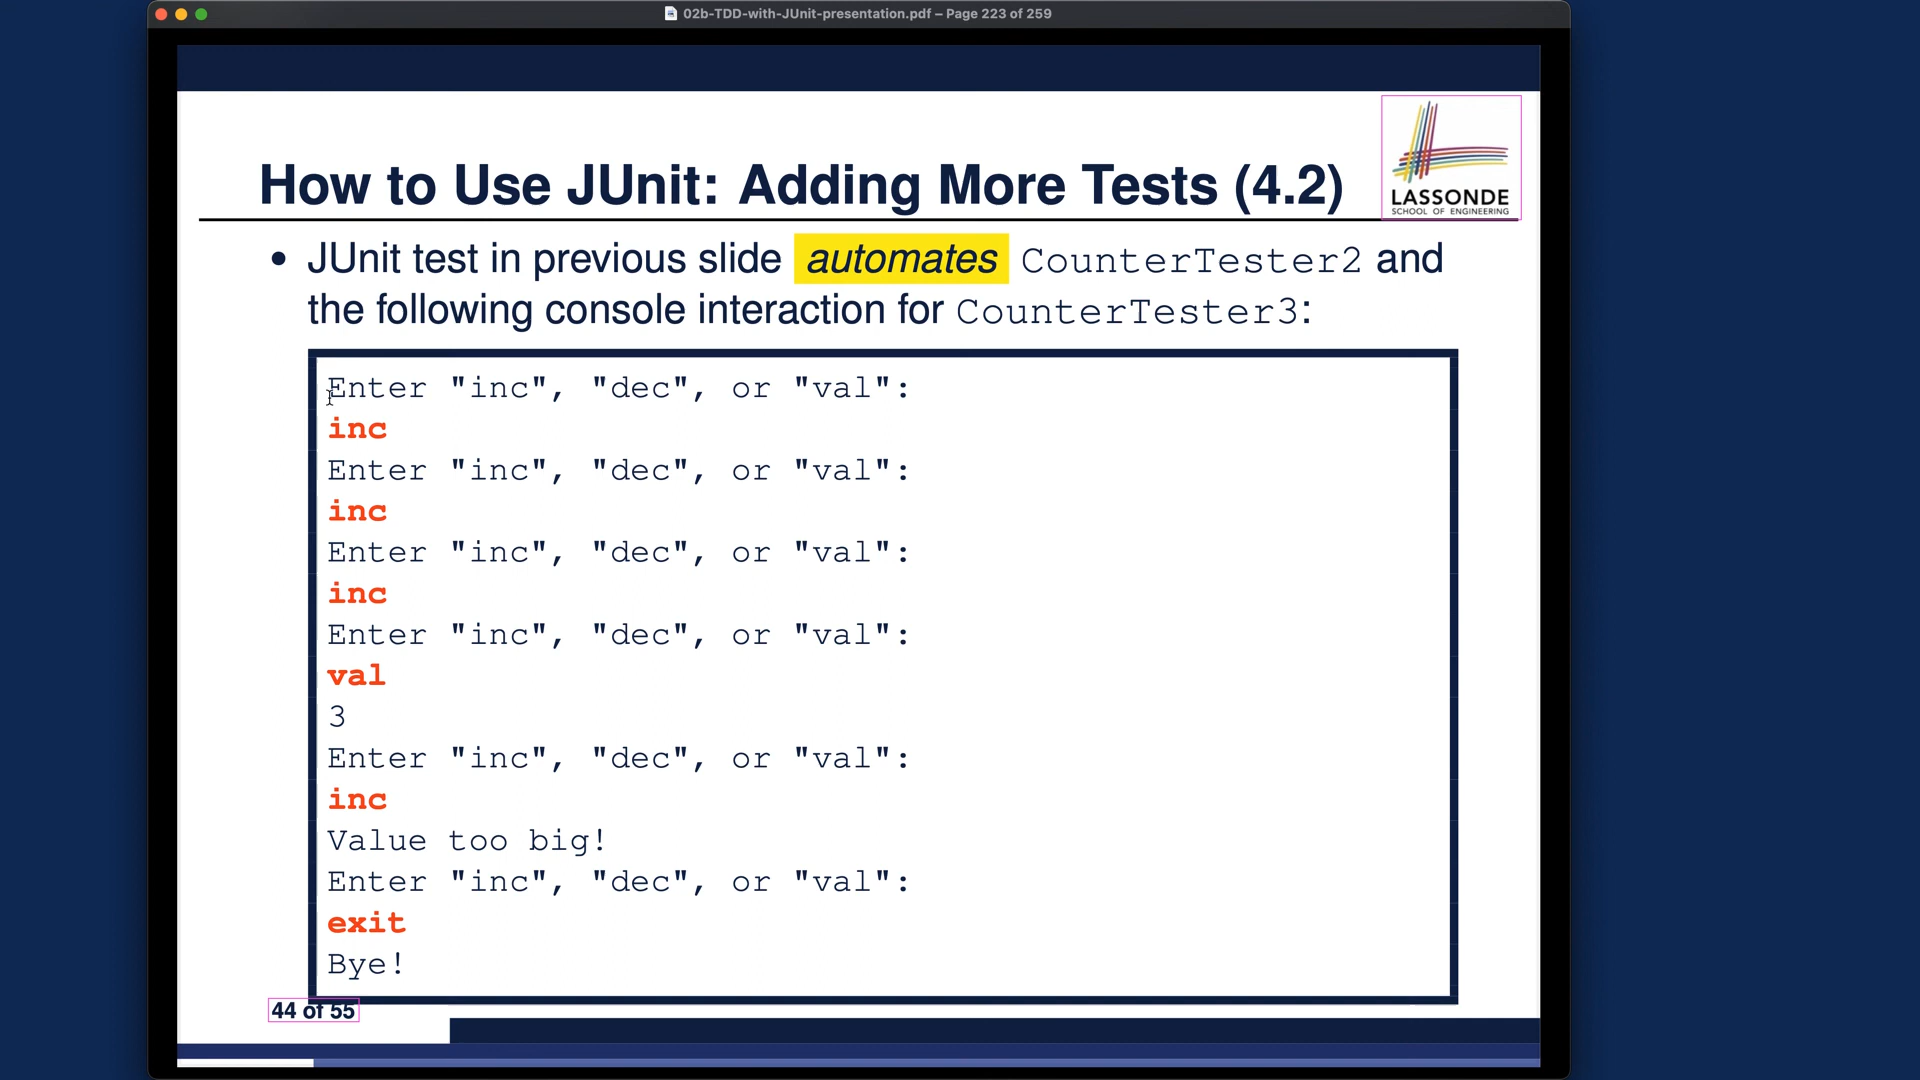 02b-TDD-with-JUnit-presentation.pdf – Page 223 of 259
LASSONDE
SCHOOL OF ENGINEERING
How to Use JUnit: Adding More Tests (4.2)
• JUnit test in previous slide automates CounterTester2 and
the following console interaction for CounterTester3:
Enter "inc", "dec", or "val":
inc
Enter "inc", "dec", or "val":
inc
Enter "inc", "dec", or "val":
inc
Enter "inc", "dec", or "val":
val
3
Enter "inc", "dec", or "val":
inc
Value too big!
Enter "inc", "dec", or "val":
exit
Bye!
44 of 55